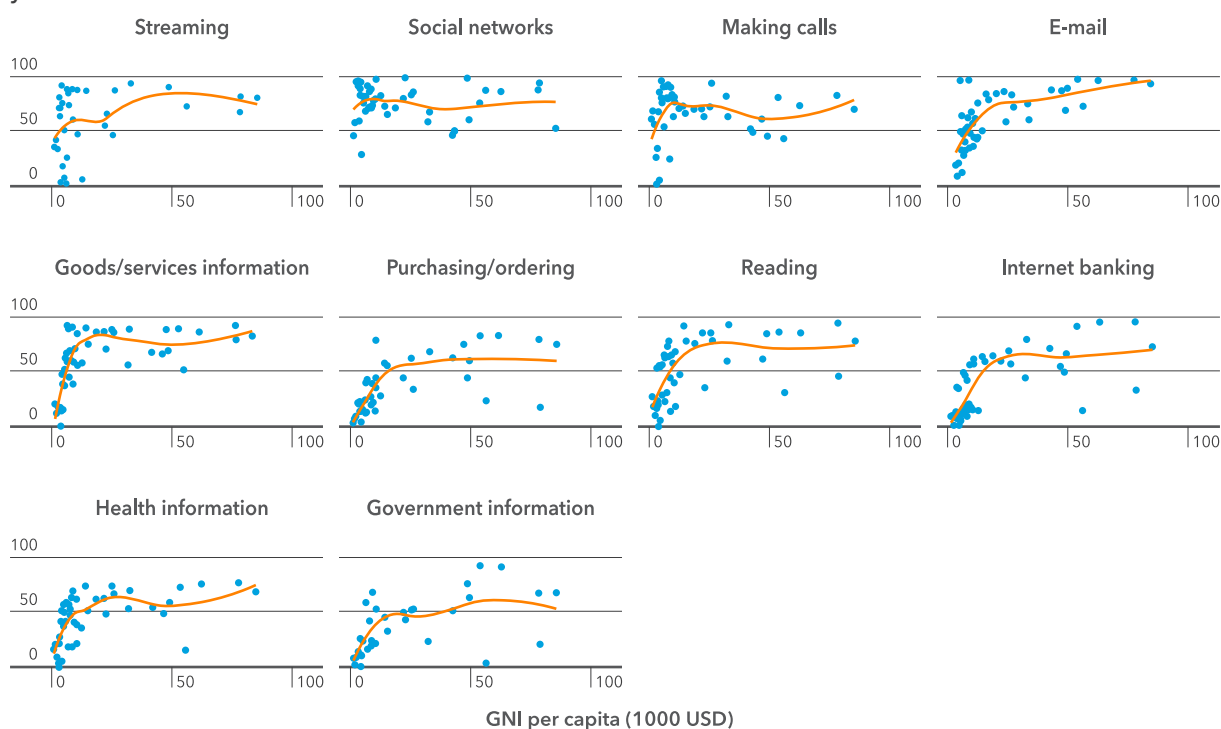 Streaming Social networks Making calls E-mail
100
50
0
0 50 100 0 50 100 0 50 100 0 50 100
Goods/services information Purchasing/ordering Reading Internet banking
100
50
0
0 50 100 0 50 100 0 50 100 0 50 100
Health information Government information
100
50
0
0 50 100 0 50 100
GNI per capita (1000 USD)